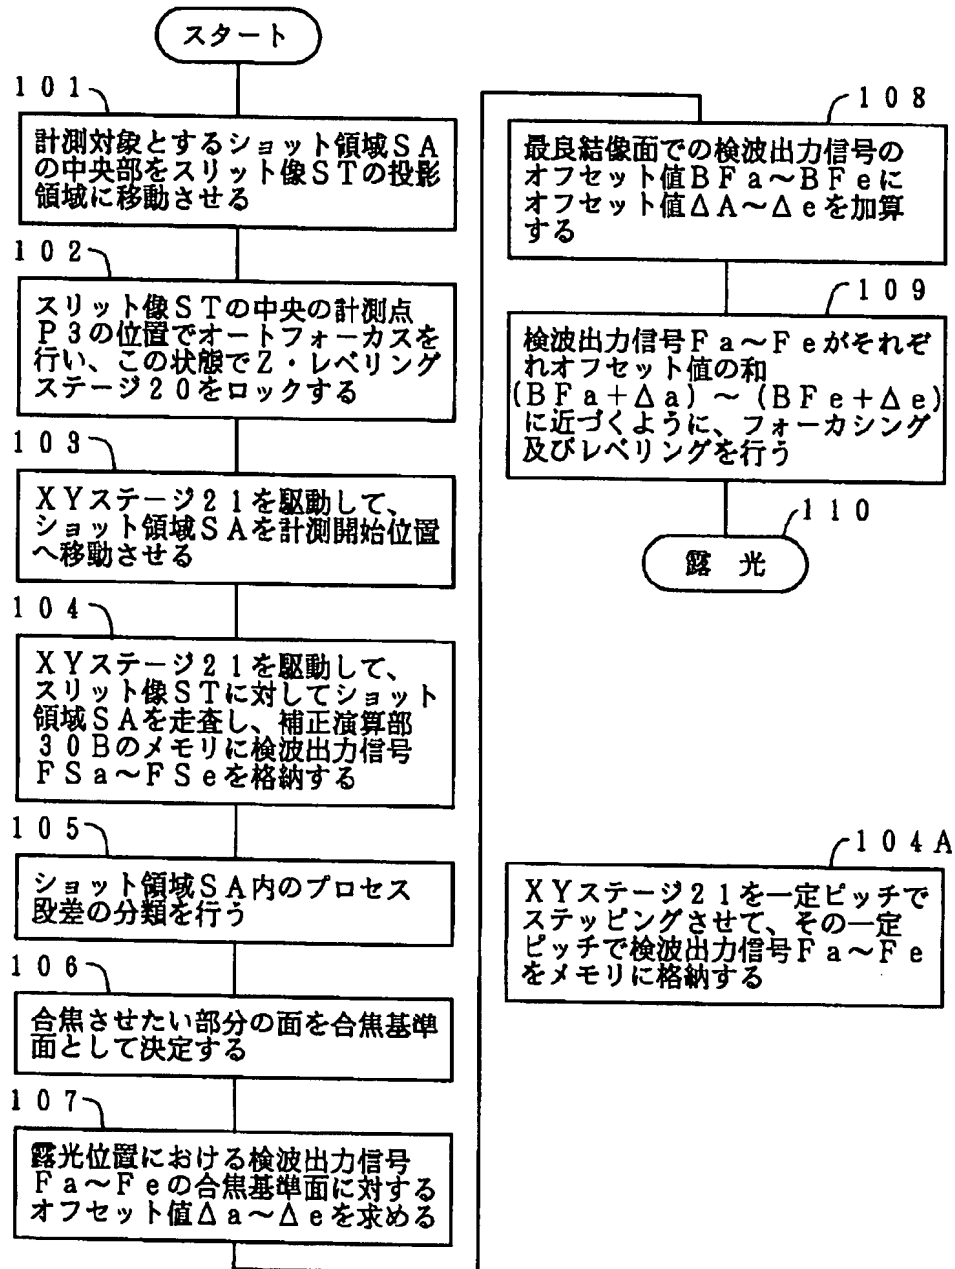 スタート
101
計測対象とするショット領域SA
の中央部をスリット像STの投影
領域に移動させる
102
スリット像STの中央の計測点
P3の位置でオートフォーカスを
行い、この状態でZ・レベリング
ステージ20をロックする
103
XYステージ21を駆動して、
ショット領域SAを計測開始位置
へ移動させる
104
XYステージ21を駆動して、
スリット像STに対してショット
領域SAを走査し、補正演算部
30Bのメモリに検波出力信号
FSa～FSeを格納する
105
ショット領域SA内のプロセス
段差の分類を行う
106
合焦させたい部分の面を合焦基準
面として決定する
107
露光位置における検波出力信号
Fa～Feの合焦基準面に対する
オフセット値Δa～Δeを求める
108
最良結像面での検波出力信号の
オフセット値BFa～BFeに
オフセット値ΔA～Δeを加算
する
109
検波出力信号Fa～Feがそれぞ
れオフセット値の和
(BFa+Δa)～(BFe+Δe)
に近づくように、フォーカシング
及びレベリングを行う
110
露 光
104A
XYステージ21を一定ピッチで
ステッピングさせて、その一定
ピッチで検波出力信号Fa～Fe
をメモリに格納する